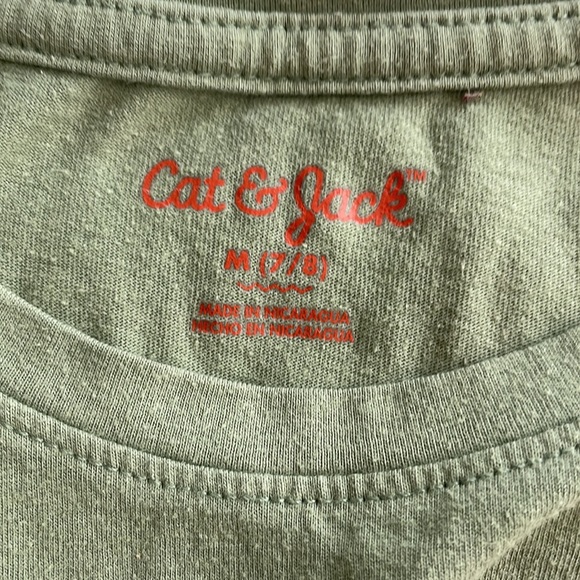 Cat & Jack™
M (7/8)
MADE IN NICARAGUA
HECHO EN NICARAGUA